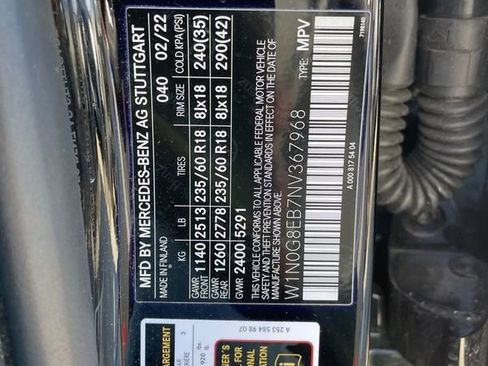 MFD BY MERCEDES-BENZ AG STUTTGART
MADE IN FINLAND 040 02/22
KG LB TIRES RIM SIZE COLD KPA(PSI)
GAWR FRONT 1140 2513 235/60 R18 8Jx18 240(35)
GAWR REAR 1260 2778 235/60 R18 8Jx18 290(42)
GVWR 2400 5291
THIS VEHICLE CONFORMS TO ALL APPLICABLE FEDERAL MOTOR VEHICLE
SAFETY AND THEFT PREVENTION STANDARDS IN EFFECT ON THE DATE OF
MANUFACTURE SHOWN ABOVE.
W1N0G8EB7NV367968 TYPE: MPV
A 000 817 54 04
7198140
A 253 584 98 07
3
920
lb.